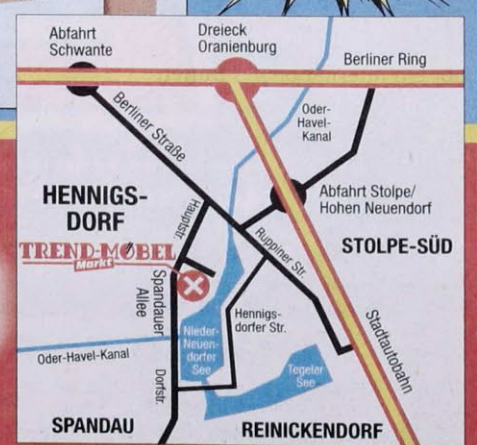 Abfahrt
Schwante
Dreieck
Oranienburg
Berliner Ring
Berliner Straße
Oder-
Havel-
Kanal
HENNIGS-
DORF
Hauptstr.
Abfahrt Stolpe/
Hohen Neuendorf
TREND-MÖBEL
Markt
Ruppiner Str.
STOLPE-SÜD
Spandauer
Allee
Nieder-
Neuen-
dorfer
See
Hennigs-
dorfer Str.
Stadtautobahn
Oder-Havel-Kanal
Dorfstr.
Tegeler
See
SPANDAU
REINICKENDORF